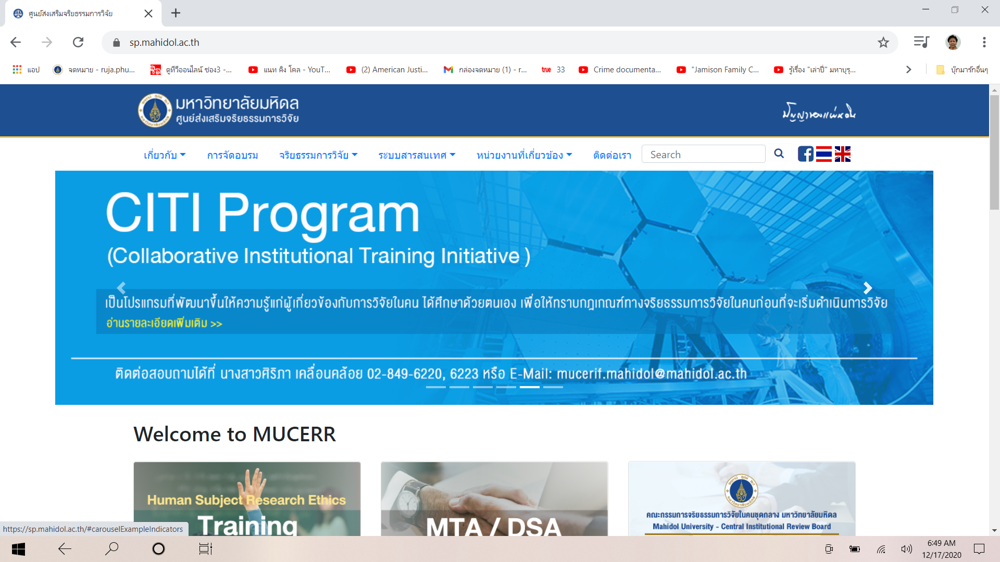 ศูนย์ส่งเสริมจริยธรรมการวิจัย
sp.mahidol.ac.th
แอป
จดหมาย - ruja.phu...
ดูทีวีออนไลน์ ช่อง3 -...
แนท คิง โคล - YouT...
(2) American Justi...
กล่องจดหมาย (1) - r...
true 33
Crime documenta...
"Jamison Family C...
รู้เรื่อง "เล่าปี่" มหาบุรุ...
บุ๊กมาร์กอื่นๆ
มหาวิทยาลัยมหิดล
ศูนย์ส่งเสริมจริยธรรมการวิจัย
ปัญญาของแผ่นดิน
เกี่ยวกับ
การจัดอบรม
จริยธรรมการวิจัย
ระบบสารสนเทศ
หน่วยงานที่เกี่ยวข้อง
ติดต่อเรา
Search
CITI Program
(Collaborative Institutional Training Initiative )
เป็นโปรแกรมที่พัฒนาขึ้นให้ความรู้แก่ผู้เกี่ยวข้องกับการวิจัยในคน ได้ศึกษาด้วยตนเอง เพื่อให้ทราบกฎเกณฑ์ทางจริยธรรมการวิจัยในคนก่อนที่จะเริ่มดำเนินการวิจัย
อ่านรายละเอียดเพิ่มเติม >>
ติดต่อสอบถามได้ที่ นางสาวศิริภา เคลื่อนคล้อย 02-849-6220, 6223 หรือ E-Mail: mucerif.mahidol@mahidol.ac.th
Welcome to MUCERR
Human Subject Research Ethics
Training
MTA / DSA
คณะกรรมการจริยธรรมการวิจัยในคนชุดกลาง มหาวิทยาลัยมหิดล
Mahidol University - Central Institutional Review Board
https://sp.mahidol.ac.th/#carouselExampleIndicators
6:49 AM
12/17/2020